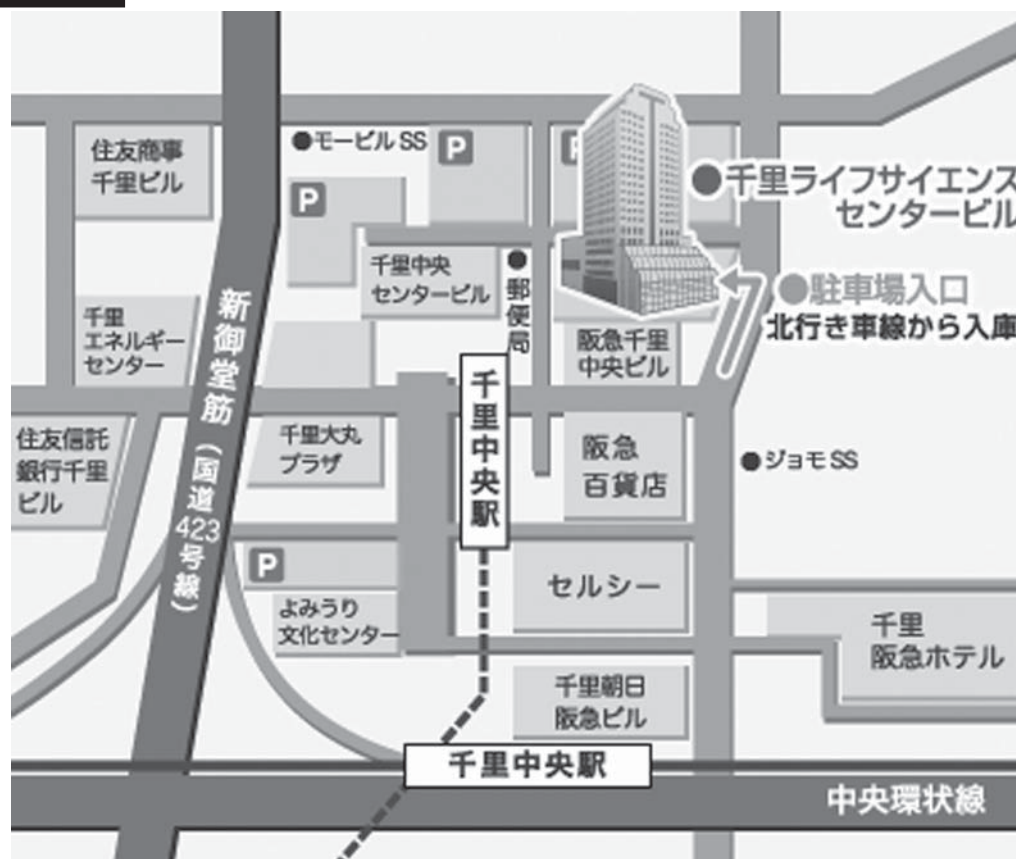 住友商事
千里ビル
●モービルSS
P
P
P
●千里ライフサイエンス
センタービル
千里中央
センタービル
●郵便局
●駐車場入口
北行き車線から入庫
千里
エネルギー
センター
新御堂筋(国道423号線)
阪急千里
中央ビル
千里中央駅
住友信託
銀行千里
ビル
千里大丸
プラザ
阪急
百貨店
●ジョモSS
P
セルシー
よみうり
文化センター
千里
阪急ホテル
千里朝日
阪急ビル
千里中央駅
中央環状線